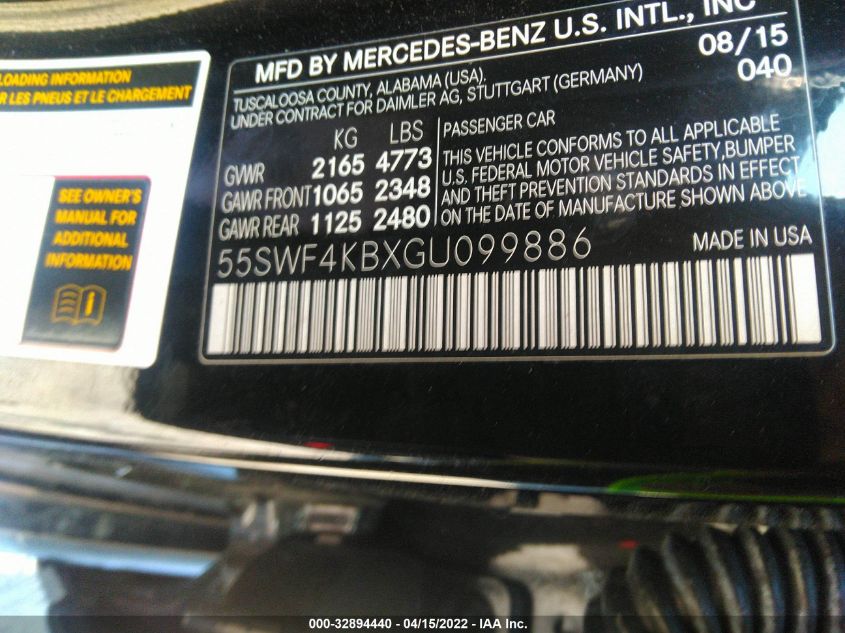 LOADING INFORMATION
R LES PNEUS ET LE CHARGEMENT
SEE OWNER'S
MANUAL FOR
ADDITIONAL
INFORMATION
MFD BY MERCEDES-BENZ U.S. INTL., INC
08/15
TUSCALOOSA COUNTY, ALABAMA (USA).
040
UNDER CONTRACT FOR DAIMLER AG, STUTTGART (GERMANY)
KG LBS
GVWR 2165 4773
GAWR FRONT 1065 2348
GAWR REAR 1125 2480
PASSENGER CAR
THIS VEHICLE CONFORMS TO ALL APPLICABLE
U.S. FEDERAL MOTOR VEHICLE SAFETY, BUMPER
AND THEFT PREVENTION STANDARDS IN EFFECT
ON THE DATE OF MANUFACTURE SHOWN ABOVE
55SWF4KBXGU099886
MADE IN USA
000-32894440 - 04/15/2022 - IAA Inc.